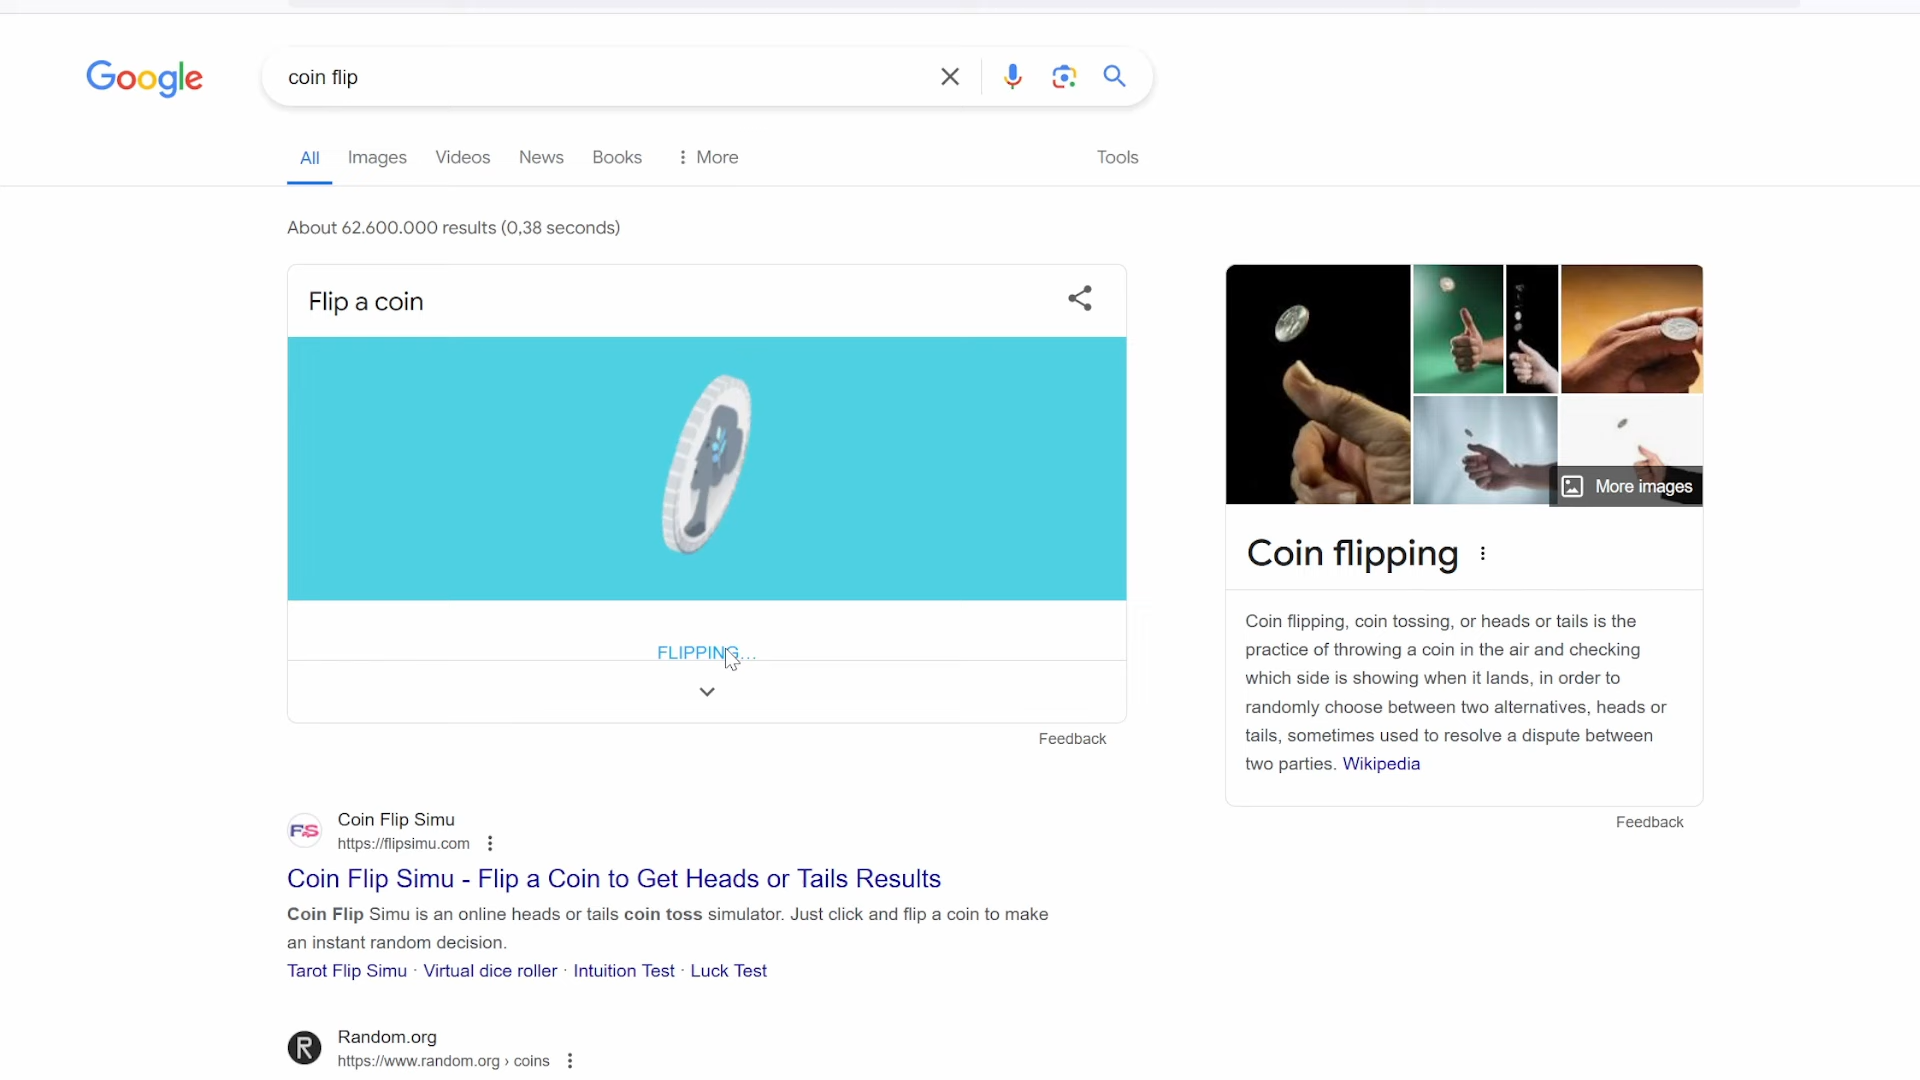 Google
coin flip
All Images Videos News Books More Tools
About 62.600.000 results (0,38 seconds)
Flip a coin
FLIPPING...
Feedback
More images
Coin flipping
Coin flipping, coin tossing, or heads or tails is the
practice of throwing a coin in the air and checking
which side is showing when it lands, in order to
randomly choose between two alternatives, heads or
tails, sometimes used to resolve a dispute between
two parties. Wikipedia
Feedback
FS
Coin Flip Simu
https://flipsimu.com
Coin Flip Simu - Flip a Coin to Get Heads or Tails Results
Coin Flip Simu is an online heads or tails coin toss simulator. Just click and flip a coin to make
an instant random decision.
Tarot Flip Simu · Virtual dice roller · Intuition Test · Luck Test
R
Random.org
https://www.random.org › coins